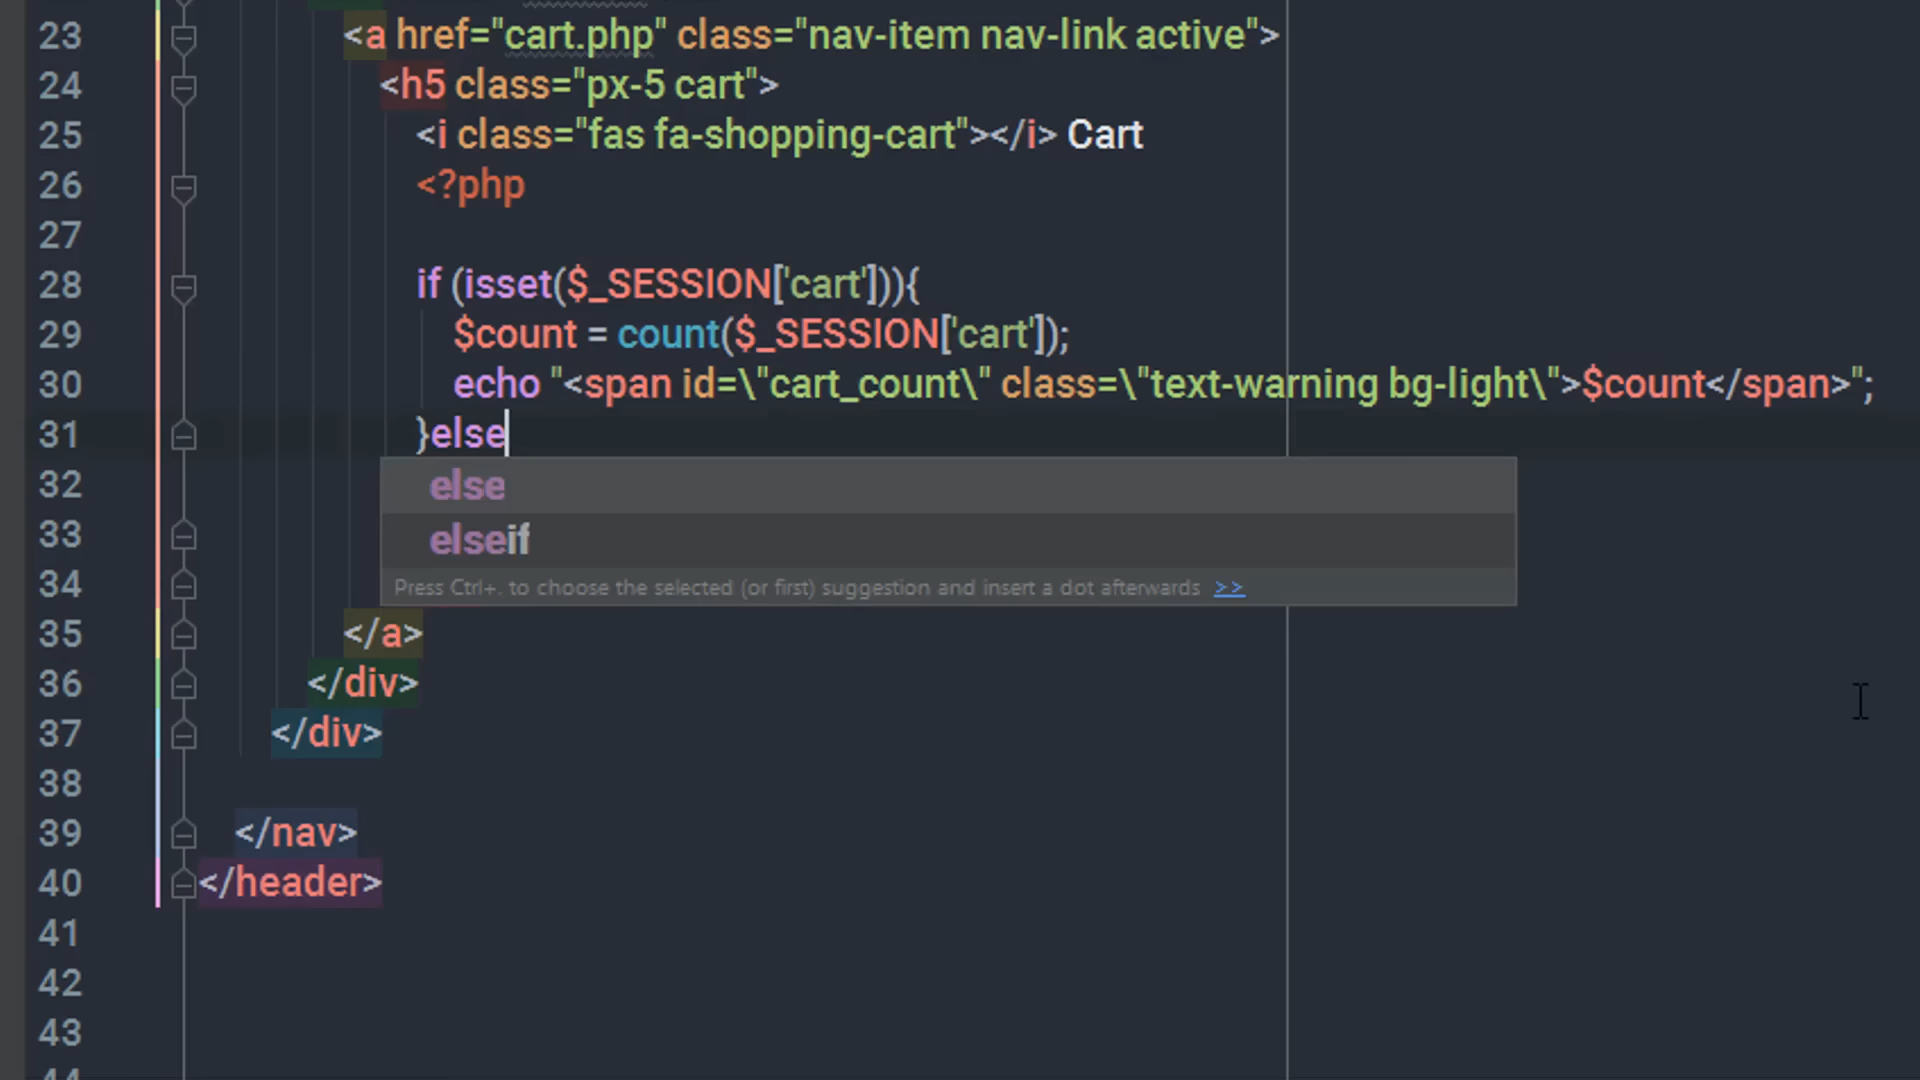 23 <a href="cart.php" class="nav-item nav-link active">
24 <h5 class="px-5 cart">
25 <i class="fas fa-shopping-cart"></i> Cart
26 <?php
27
28 if (isset($_SESSION['cart'])){
29 $count = count($_SESSION['cart']);
30 echo "<span id=\"cart_count\" class=\"text-warning bg-light\">$count</span>";
31 }else
32 else
33 elseif
34 Press Ctrl+. to choose the selected (or first) suggestion and insert a dot afterwards >>
35 </a>
36 </div>
37 </div>
38
39 </nav>
40 </header>
41
42
43